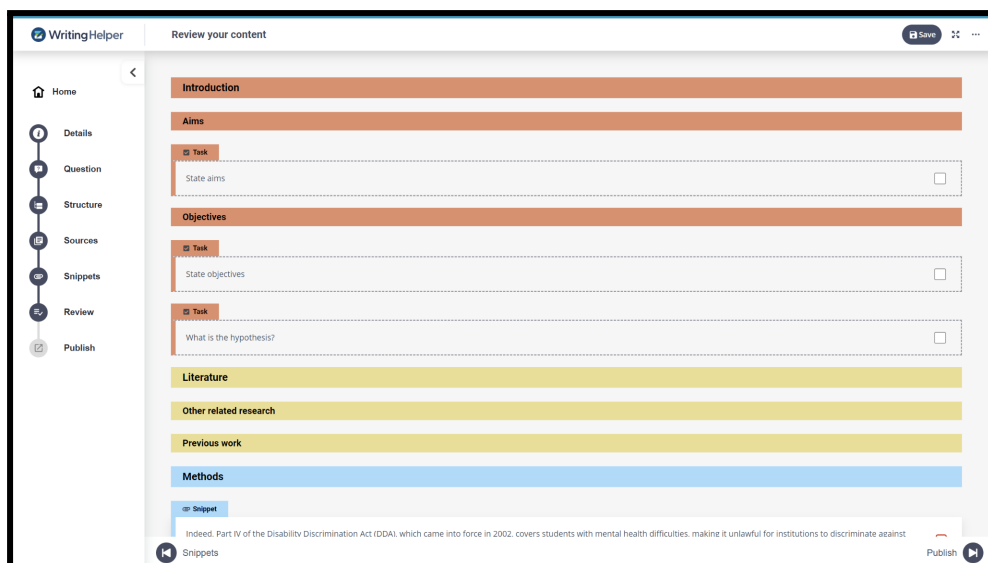 WritingHelper
Review your content
Save
Home
Details
Question
Structure
Sources
Snippets
Review
Publish
Introduction
Aims
Task
State aims
Objectives
Task
State objectives
Task
What is the hypothesis?
Literature
Other related research
Previous work
Methods
Snippet
Indeed, Part IV of the Disability Discrimination Act (DDA), which came into force in 2002, covers students with mental health difficulties, making it unlawful for institutions to discriminate against
Snippets
Publish